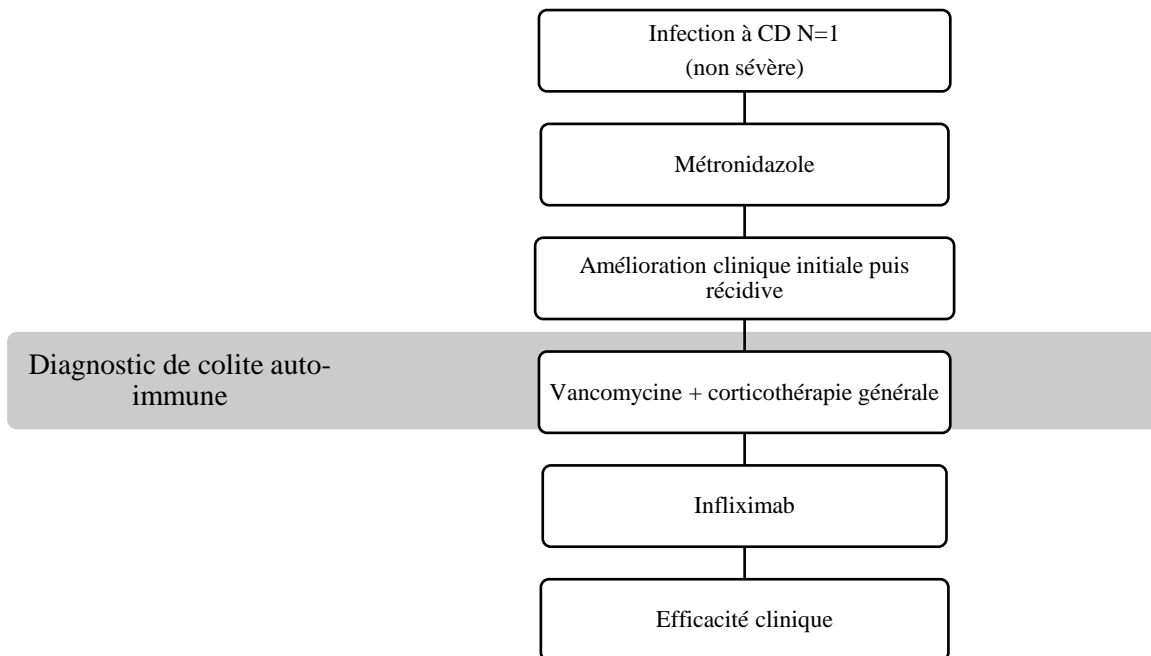 Infection à CD N=1
(non sévère)
Métronidazole
Amélioration clinique initiale puis
récidive
Diagnostic de colite auto-
immune
Vancomycine + corticothérapie générale
Infliximab
Efficacité clinique